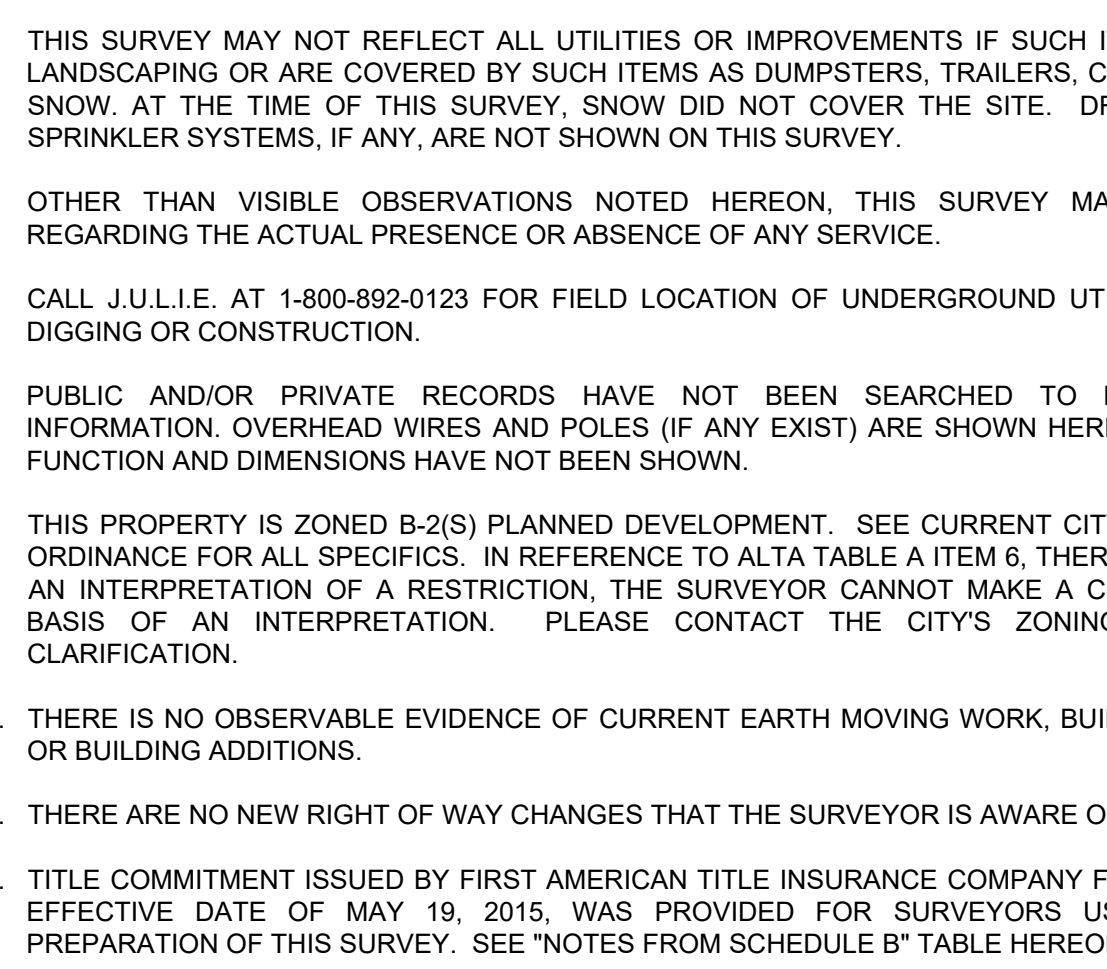 THIS SURVEY MAY NOT REFLECT ALL UTILITIES OR IMPROVEMENTS IF SUCH
LANDSCAPING OR ARE COVERED BY SUCH ITEMS AS DUMPSTERS, TRAILERS,
SNOW. AT THE TIME OF THIS SURVEY, SNOW DID NOT COVER THE SITE.
SPRINKLER SYSTEMS, IF ANY, ARE NOT SHOWN ON THIS SURVEY.
OTHER THAN VISIBLE OBSERVATIONS NOTED HEREON, THIS SURVEY
REGARDING THE ACTUAL PRESENCE OR ABSENCE OF ANY SERVICE.
CALL J.U.L.I.E. AT 1-800-892-0123 FOR FIELD LOCATION OF UNDERGROUND
DIGGING OR CONSTRUCTION.
PUBLIC AND/OR PRIVATE RECORDS HAVE NOT BEEN SEARCHED TO
INFORMATION. OVERHEAD WIRES AND POLES (IF ANY EXIST) ARE SHOWN
FUNCTION AND DIMENSIONS HAVE NOT BEEN SHOWN.
THIS PROPERTY IS ZONED B-2(S) PLANNED DEVELOPMENT. SEE CURRENT
ORDINANCE FOR ALL SPECIFICS. IN REFERENCE TO ALTA TABLE A ITEM 6,
AN INTERPRETATION OF A RESTRICTION, THE SURVEYOR CANNOT MAKE A
BASIS OF AN INTERPRETATION. PLEASE CONTACT THE CITY'S
CLARIFICATION.
THERE IS NO OBSERVABLE EVIDENCE OF CURRENT EARTH MOVING WORK,
OR BUILDING ADDITIONS.
THERE ARE NO NEW RIGHT OF WAY CHANGES THAT THE SURVEYOR IS AWARE
TITLE COMMITMENT ISSUED BY FIRST AMERICAN TITLE INSURANCE COMPANY
EFFECTIVE DATE OF MAY 19, 2015, WAS PROVIDED FOR SURVEYORS
PREPARATION OF THIS SURVEY. SEE "NOTES FROM SCHEDULE B" TABLE